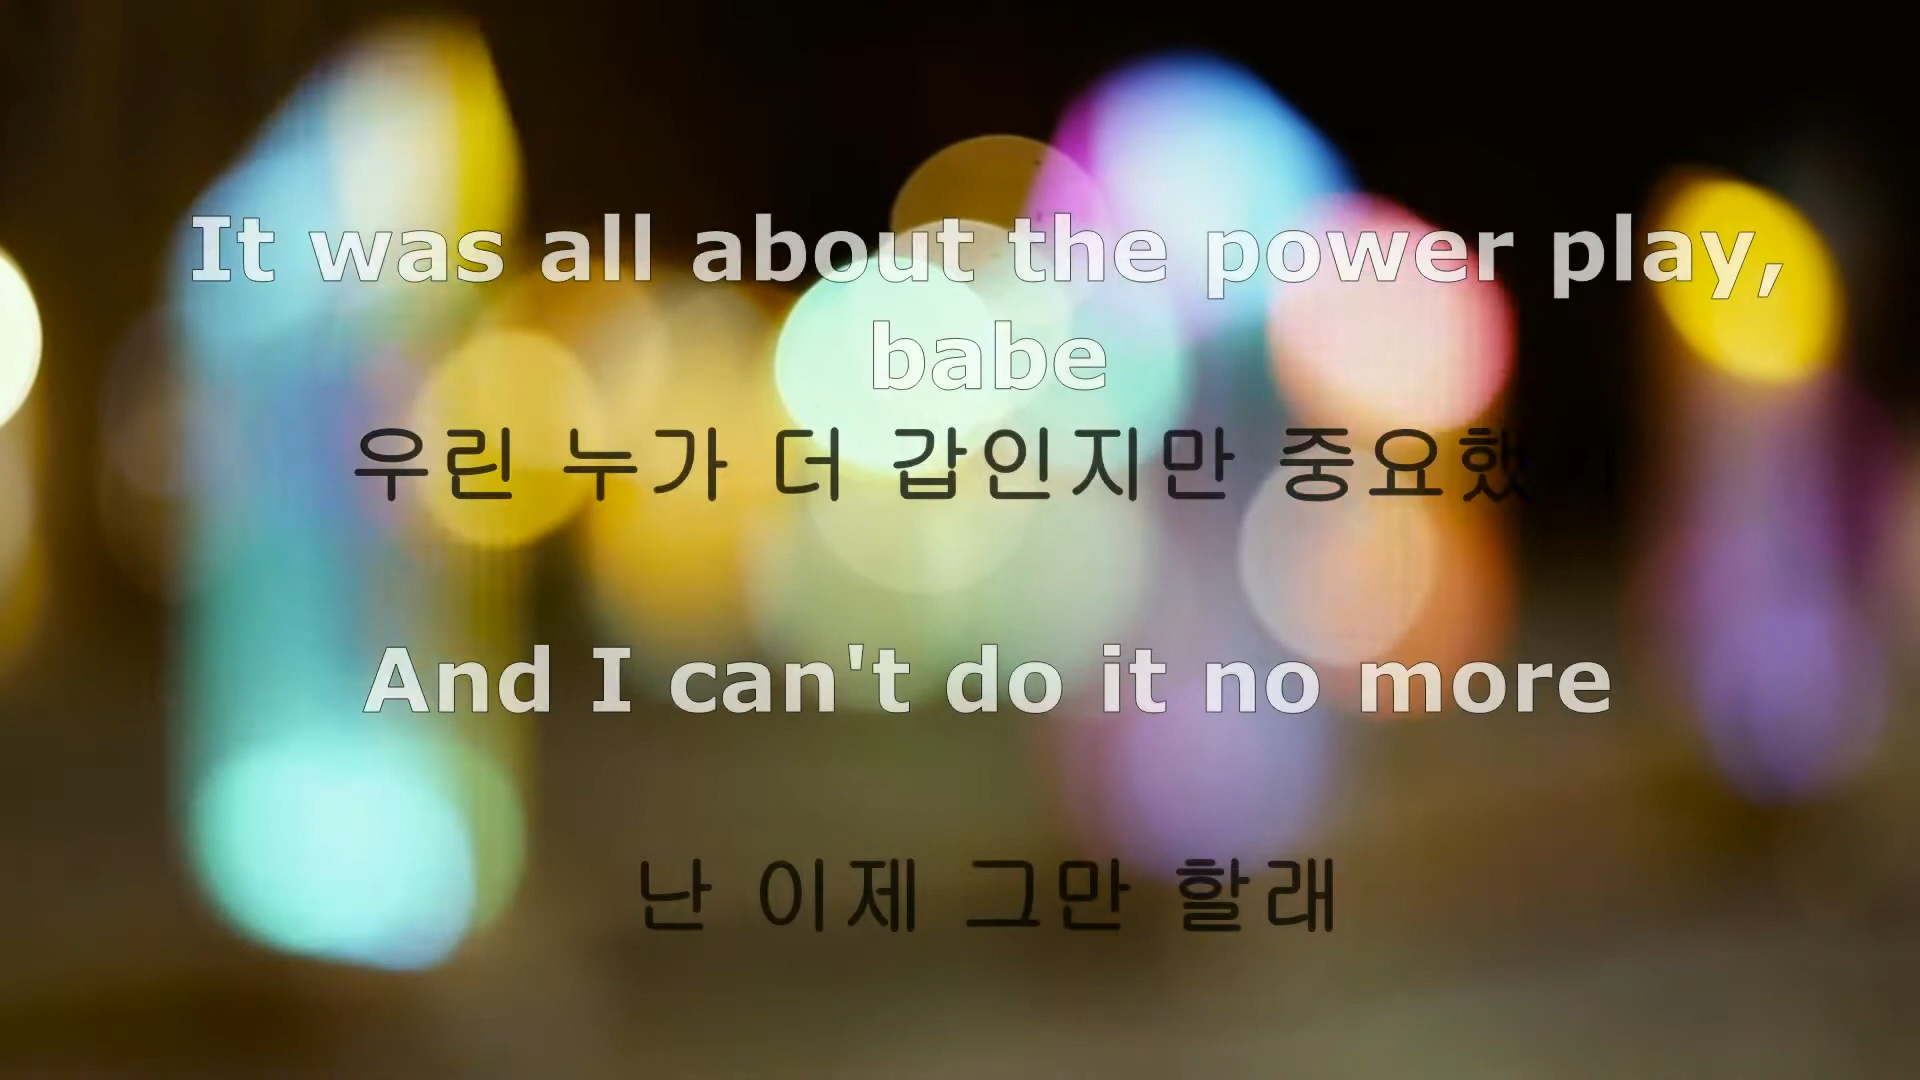 It was all about the power play,
babe
우린 누가 더 갑인지만 중요했지
And I can't do it no more
난 이제 그만 할래